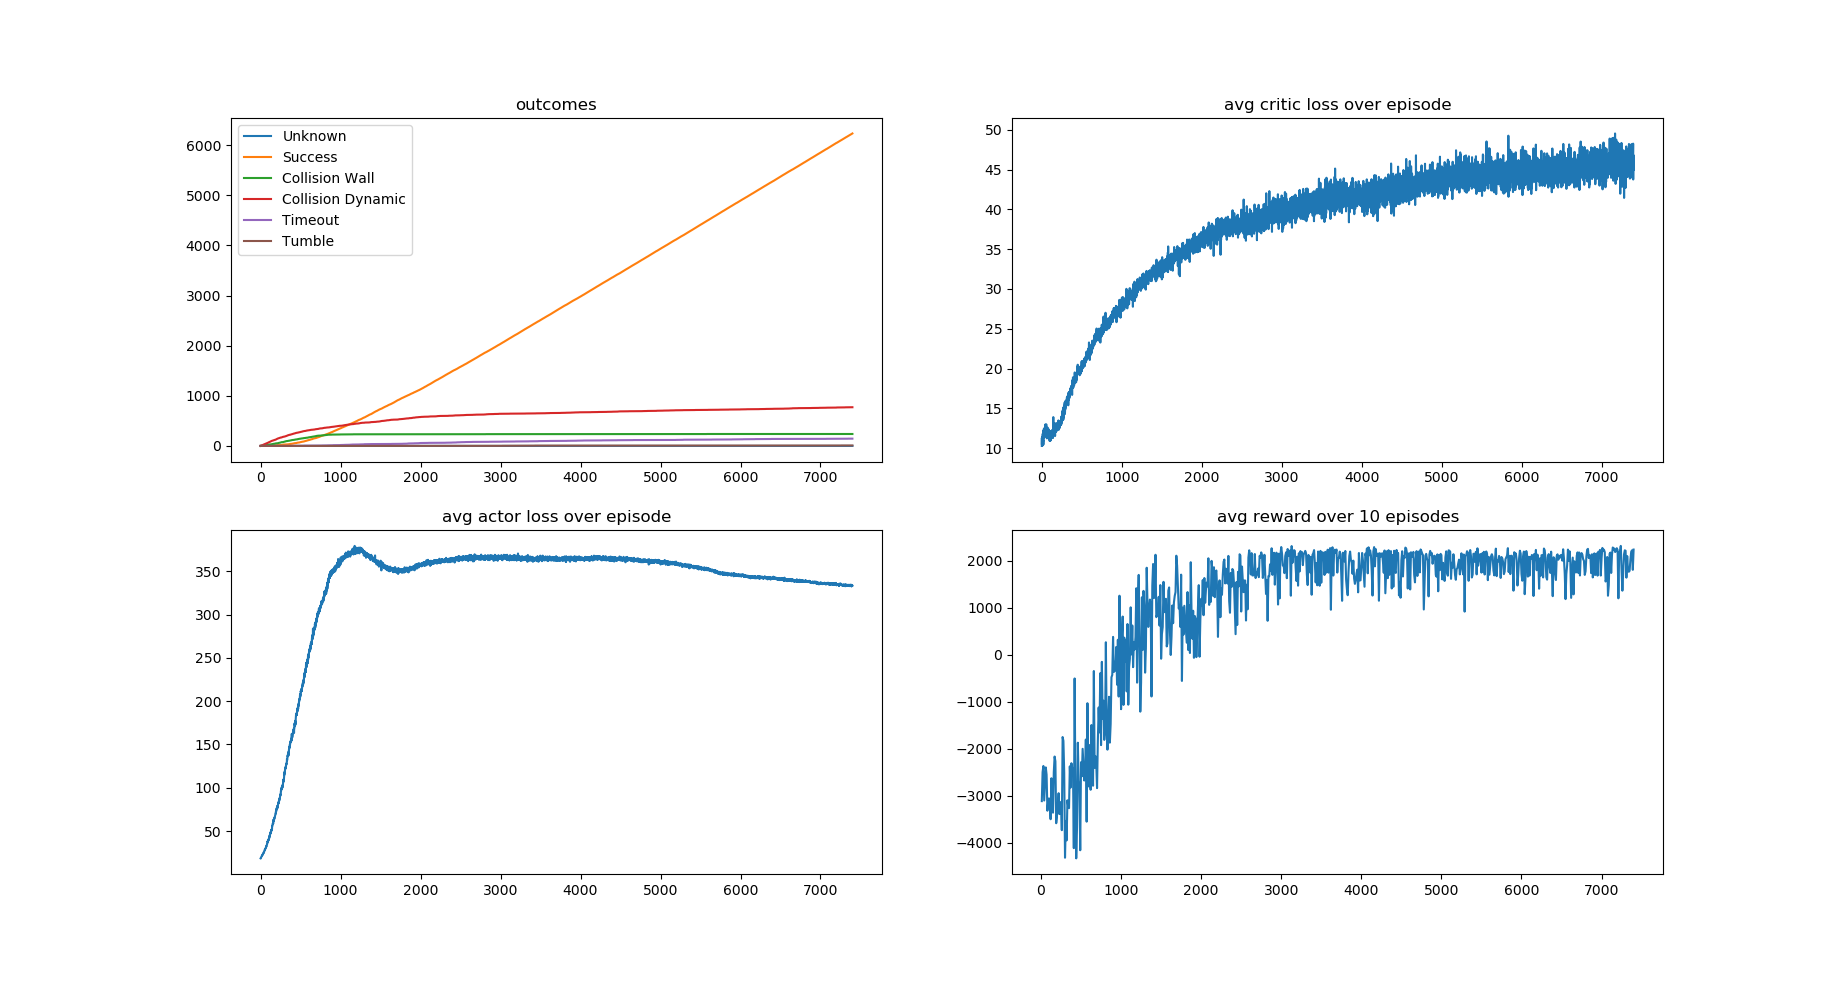 outcomes
Unknown
Success
Collision Wall
Collision Dynamic
Timeout
Tumble
6000
5000
4000
3000
2000
1000
0
0 1000 2000 3000 4000 5000 6000 7000
avg critic loss over episode
50
45
40
35
30
25
20
15
10
0 1000 2000 3000 4000 5000 6000 7000
avg actor loss over episode
350
300
250
200
150
100
50
0 1000 2000 3000 4000 5000 6000 7000
avg reward over 10 episodes
2000
1000
0
−1000
−2000
−3000
−4000
0 1000 2000 3000 4000 5000 6000 7000